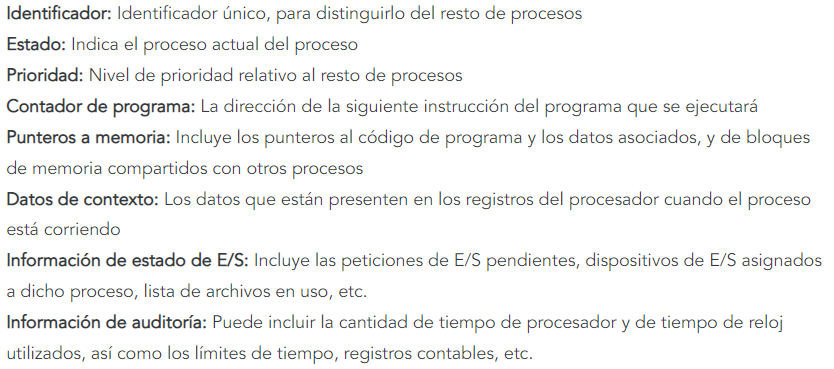 Identificador: Identificador único, para distinguirlo del resto de procesos
Estado: Indica el proceso actual del proceso
Prioridad: Nivel de prioridad relativo al resto de procesos
Contador de programa: La dirección de la siguiente instrucción del programa que se ejecutará
Punteros a memoria: Incluye los punteros al código de programa y los datos asociados, y de bloques
de memoria compartidos con otros procesos
Datos de contexto: Los datos que están presenten en los registros del procesador cuando el proceso
está corriendo
Información de estado de E/S: Incluye las peticiones de E/S pendientes, dispositivos de E/S asignados
a dicho proceso, lista de archivos en uso, etc.
Información de auditoría: Puede incluir la cantidad de tiempo de procesador y de tiempo de reloj
utilizados, así como los límites de tiempo, registros contables, etc.